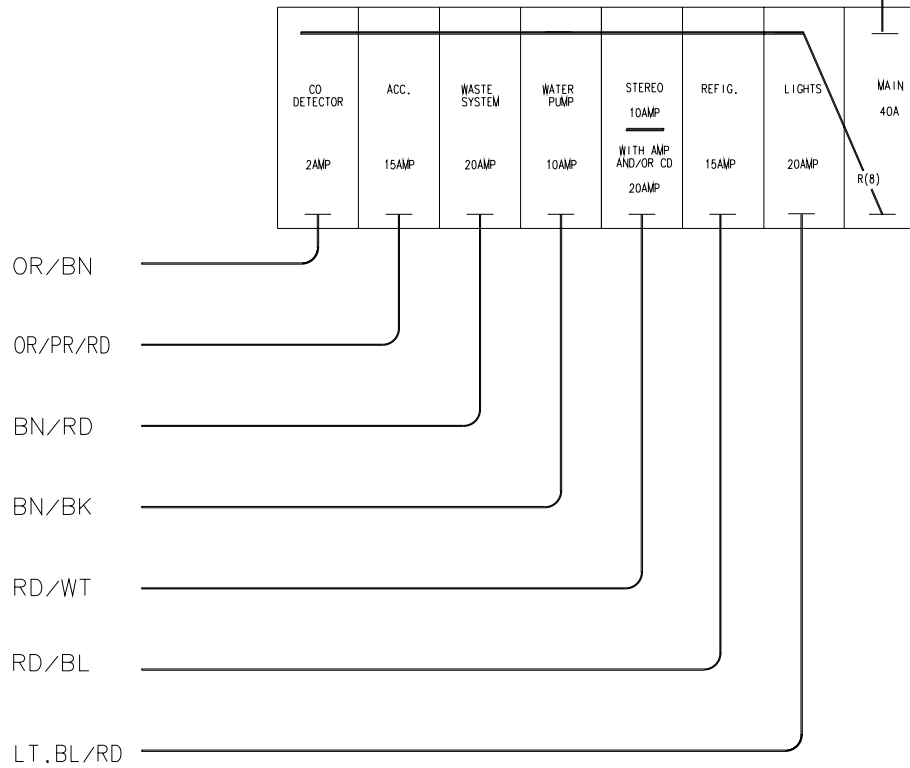 CO
DETECTOR
2AMP
ACC.
15AMP
WASTE
SYSTEM
20AMP
WATER
PUMP
10AMP
STEREO
10AMP
WITH AMP
AND/OR CD
20AMP
REFIG.
15AMP
LIGHTS
20AMP
MAIN
40A
R(8)
OR/BN
OR/PR/RD
BN/RD
BN/BK
RD/WT
RD/BL
LT.BL/RD